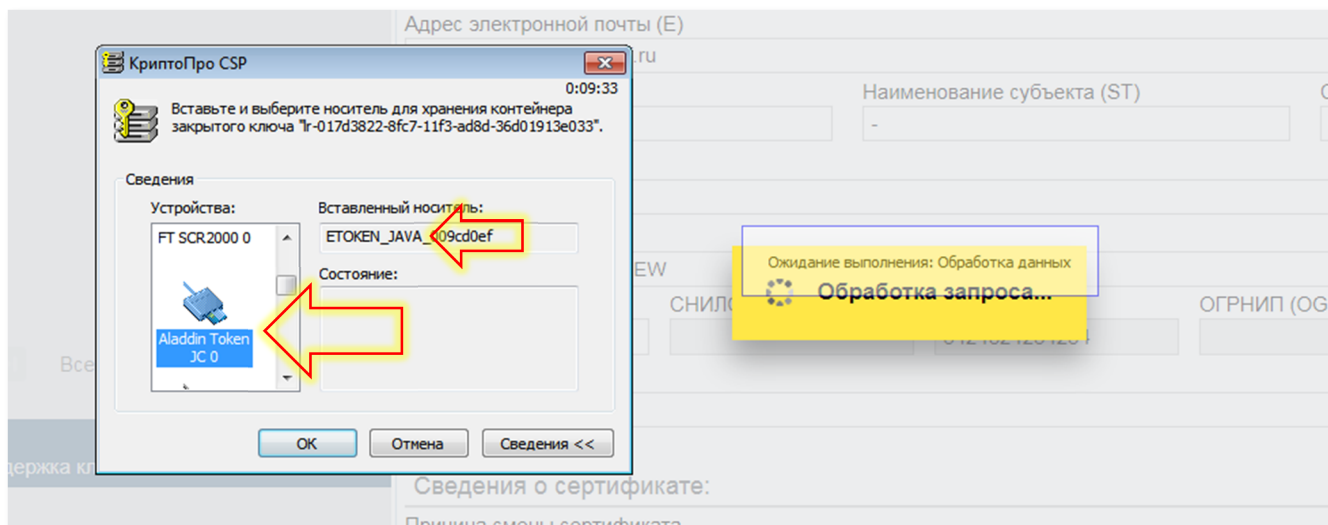 Адрес электронной почты (E)
.ru
КриптоПро CSP
0:09:33
Вставьте и выберите носитель для хранения контейнера
закрытого ключа "lr-017d3822-8fc7-11f3-ad8d-36d01913e033".
Наименование субъекта (ST)
-
Сведения
Устройства:
Вставленный носитель:
FT SCR2000 0
ETOKEN_JAVA_009cd0ef
Состояние:
Aladdin Token
JC 0
Ожидание выполнения: Обработка данных
Обработка запроса...
EW
СНИЛС
ОГРНИП (OG
Все
ОК
Отмена
Сведения <<
держка кл
Сведения о сертификате:
Причина смены сертификата